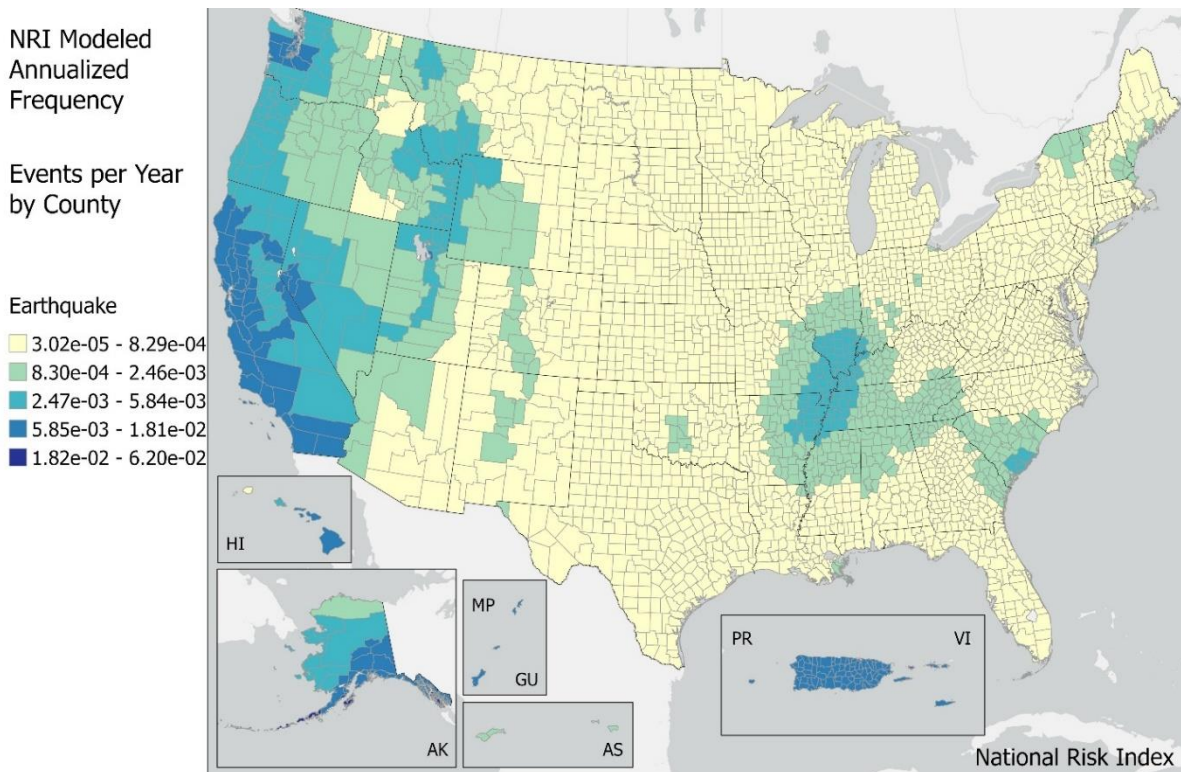 NRI Modeled
Annualized
Frequency
Events per Year
by County
Earthquake
3.02e-05 - 8.29e-04
8.30e-04 - 2.46e-03
2.47e-03 - 5.84e-03
5.85e-03 - 1.81e-02
1.82e-02 - 6.20e-02
HI
AK
MP
GU
AS
PR
VI
National Risk Index